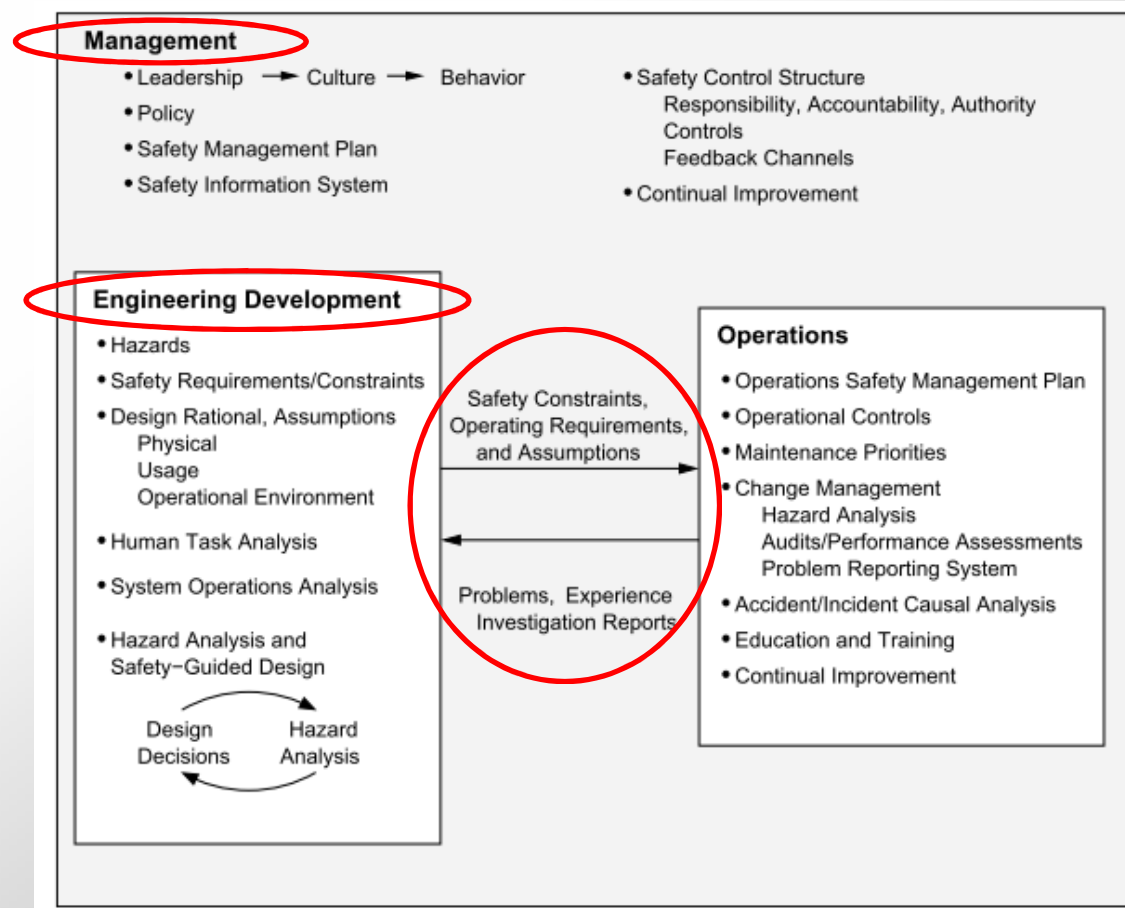 Management
• Leadership → Culture → Behavior
• Policy
• Safety Management Plan
• Safety Information System
• Safety Control Structure
Responsibility, Accountability, Authority
Controls
Feedback Channels
• Continual Improvement
Engineering Development
• Hazards
• Safety Requirements/Constraints
• Design Rational, Assumptions
Physical
Usage
Operational Environment
• Human Task Analysis
• System Operations Analysis
• Hazard Analysis and
Safety−Guided Design
Design
Decisions
Hazard
Analysis
Safety Constraints,
Operating Requirements,
and Assumptions
Problems, Experience
Investigation Reports
Operations
• Operations Safety Management Plan
• Operational Controls
• Maintenance Priorities
• Change Management
Hazard Analysis
Audits/Performance Assessments
Problem Reporting System
• Accident/Incident Causal Analysis
• Education and Training
• Continual Improvement